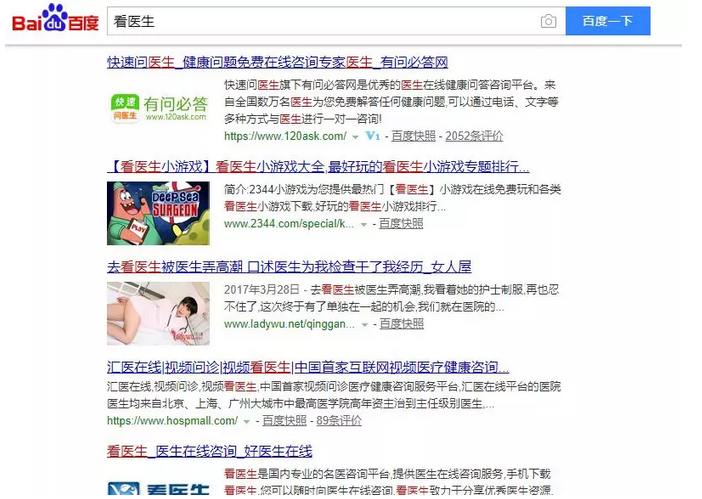 Bai du 百度
看医生
百度一下
快速问医生_健康问题免费在线咨询专家医生_有问必答网
快速
问医生
有问必答
www.120ask.com
快速问医生旗下有问必答网是优秀的医生在线健康问答咨询平台。来
自全国数万名医生为您免费解答任何健康问题,可以通过电话、文字等
多种方式与医生进行一对一咨询!
https://www.120ask.com/ V1 - 百度快照 - 2052条评价
【看医生小游戏】看医生小游戏大全,最好玩的看医生小游戏专题排行...
DEEP SEA
SURGEON
PLAY
简介:2344小游戏为您提供最热门【看医生】小游戏在线免费玩和各类
看医生小游戏下载,好玩的看医生小游戏排行...
www.2344.com/special/k... - 百度快照
去看医生被医生弄高潮 口述医生为我检查干了我经历_女人屋
2017年3月28日 - 去看医生被医生弄高潮,我看着她的护士制服,再也忍
不住了,这次终于有了单独在一起的机会,我们就在医院的...
www.ladywu.net/qinggan... - 百度快照
汇医在线|视频问诊|视频看医生|中国首家互联网视频医疗健康咨询...
汇医在线,视频问诊,视频看医生,中国首家视频问诊医疗健康咨询服务平台,汇医在线平台的医院
医生均来自北京、上海、广州大城市中最高医学院高年资主治到主任级别医生,...
https://www.hospmall.com/ - 百度快照 - 89条评价
看医生_医生在线咨询_好医生在线
看医生
看医生是国内专业的名医咨询平台,提供医生在线咨询服务,手机下载
看医生,您可以随时向医生在线咨询,看医生致力于分享优秀医生资源,